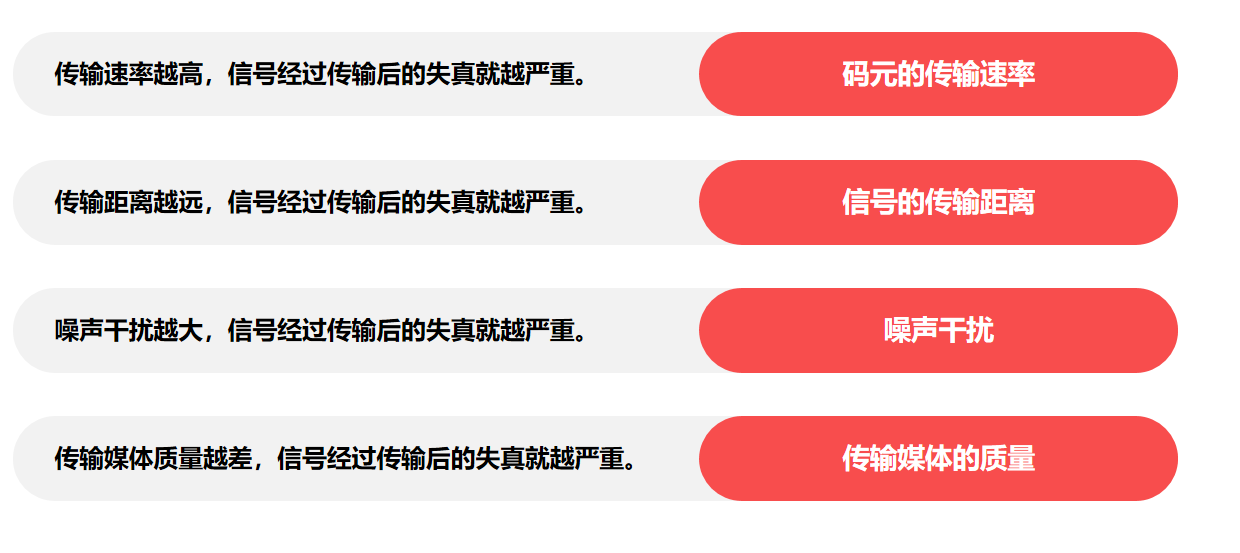 传输速率越高，信号经过传输后的失真就越严重。
码元的传输速率
传输距离越远，信号经过传输后的失真就越严重。
信号的传输距离
噪声干扰越大，信号经过传输后的失真就越严重。
噪声干扰
传输媒体质量越差，信号经过传输后的失真就越严重。
传输媒体的质量